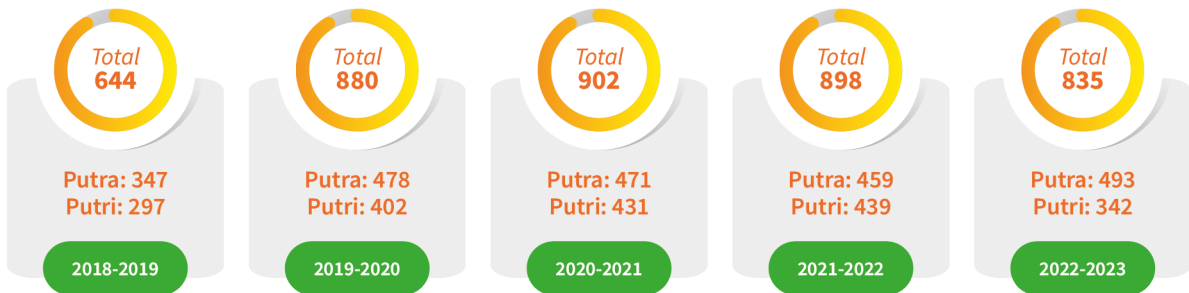 Total
644
Putra: 347
Putri: 297
2018-2019
Total
880
Putra: 478
Putri: 402
2019-2020
Total
902
Putra: 471
Putri: 431
2020-2021
Total
898
Putra: 459
Putri: 439
2021-2022
Total
835
Putra: 493
Putri: 342
2022-2023